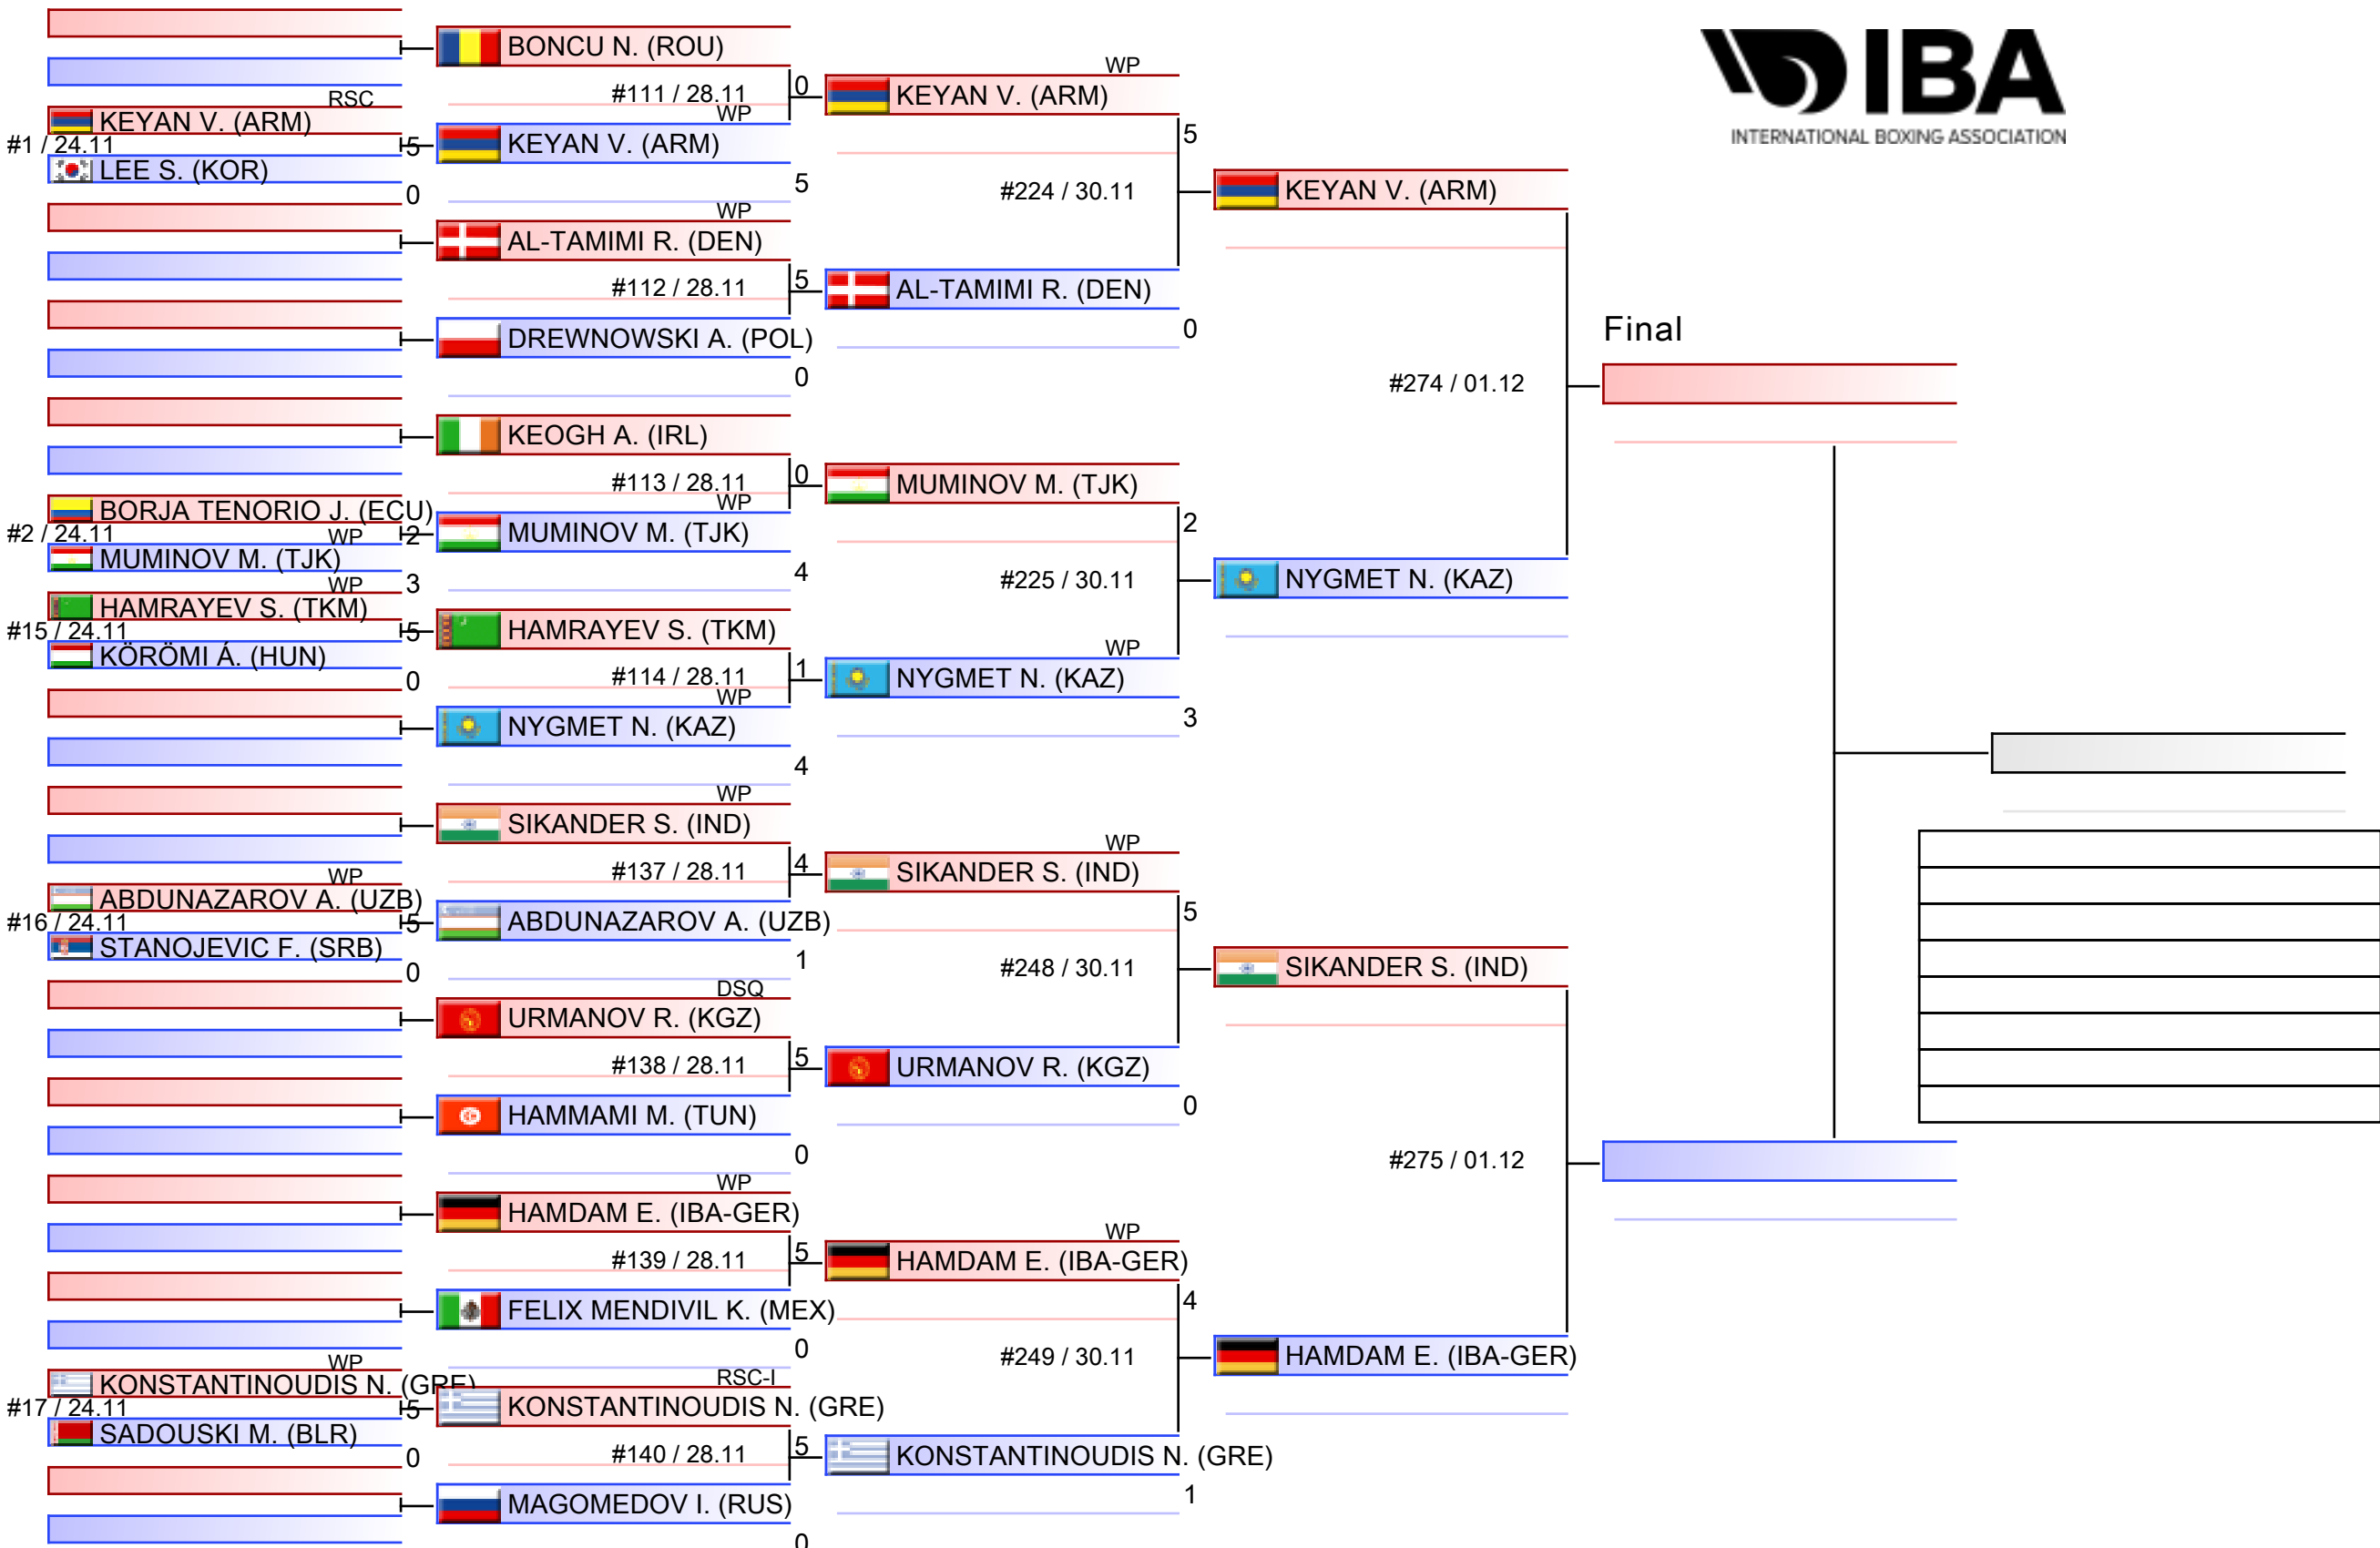 IBA
INTERNATIONAL BOXING ASSOCIATION
RSC
KEYAN V. (ARM)
#1 / 24.11
5
LEE S. (KOR)
0
BORJA TENORIO J. (ECU)
#2 / 24.11
WP
2
MUMINOV M. (TJK)
3
WP
HAMRAYEV S. (TKM)
#15 / 24.11
5
KÖRÖMI Á. (HUN)
0
WP
ABDUNAZAROV A. (UZB)
#16 / 24.11
5
STANOJEVIC F. (SRB)
0
WP
KONSTANTINOUDIS N. (GRE)
#17 / 24.11
5
SADOUSKI M. (BLR)
0
BONCU N. (ROU)
#111 / 28.11
0
WP
KEYAN V. (ARM)
5
WP
AL-TAMIMI R. (DEN)
#112 / 28.11
5
DREWNOWSKI A. (POL)
0
KEOGH A. (IRL)
#113 / 28.11
0
WP
MUMINOV M. (TJK)
4
HAMRAYEV S. (TKM)
#114 / 28.11
1
WP
NYGMET N. (KAZ)
4
WP
SIKANDER S. (IND)
#137 / 28.11
4
ABDUNAZAROV A. (UZB)
1
DSQ
URMANOV R. (KGZ)
#138 / 28.11
5
HAMMAMI M. (TUN)
0
WP
HAMDAM E. (IBA-GER)
#139 / 28.11
5
FELIX MENDIVIL K. (MEX)
0
RSC-I
KONSTANTINOUDIS N. (GRE)
#140 / 28.11
5
MAGOMEDOV I. (RUS)
0
WP
KEYAN V. (ARM)
5
#224 / 30.11
AL-TAMIMI R. (DEN)
0
MUMINOV M. (TJK)
2
#225 / 30.11
WP
NYGMET N. (KAZ)
3
WP
SIKANDER S. (IND)
5
#248 / 30.11
URMANOV R. (KGZ)
0
WP
HAMDAM E. (IBA-GER)
4
#249 / 30.11
KONSTANTINOUDIS N. (GRE)
1
KEYAN V. (ARM)
#274 / 01.12
NYGMET N. (KAZ)
SIKANDER S. (IND)
#275 / 01.12
HAMDAM E. (IBA-GER)
Final